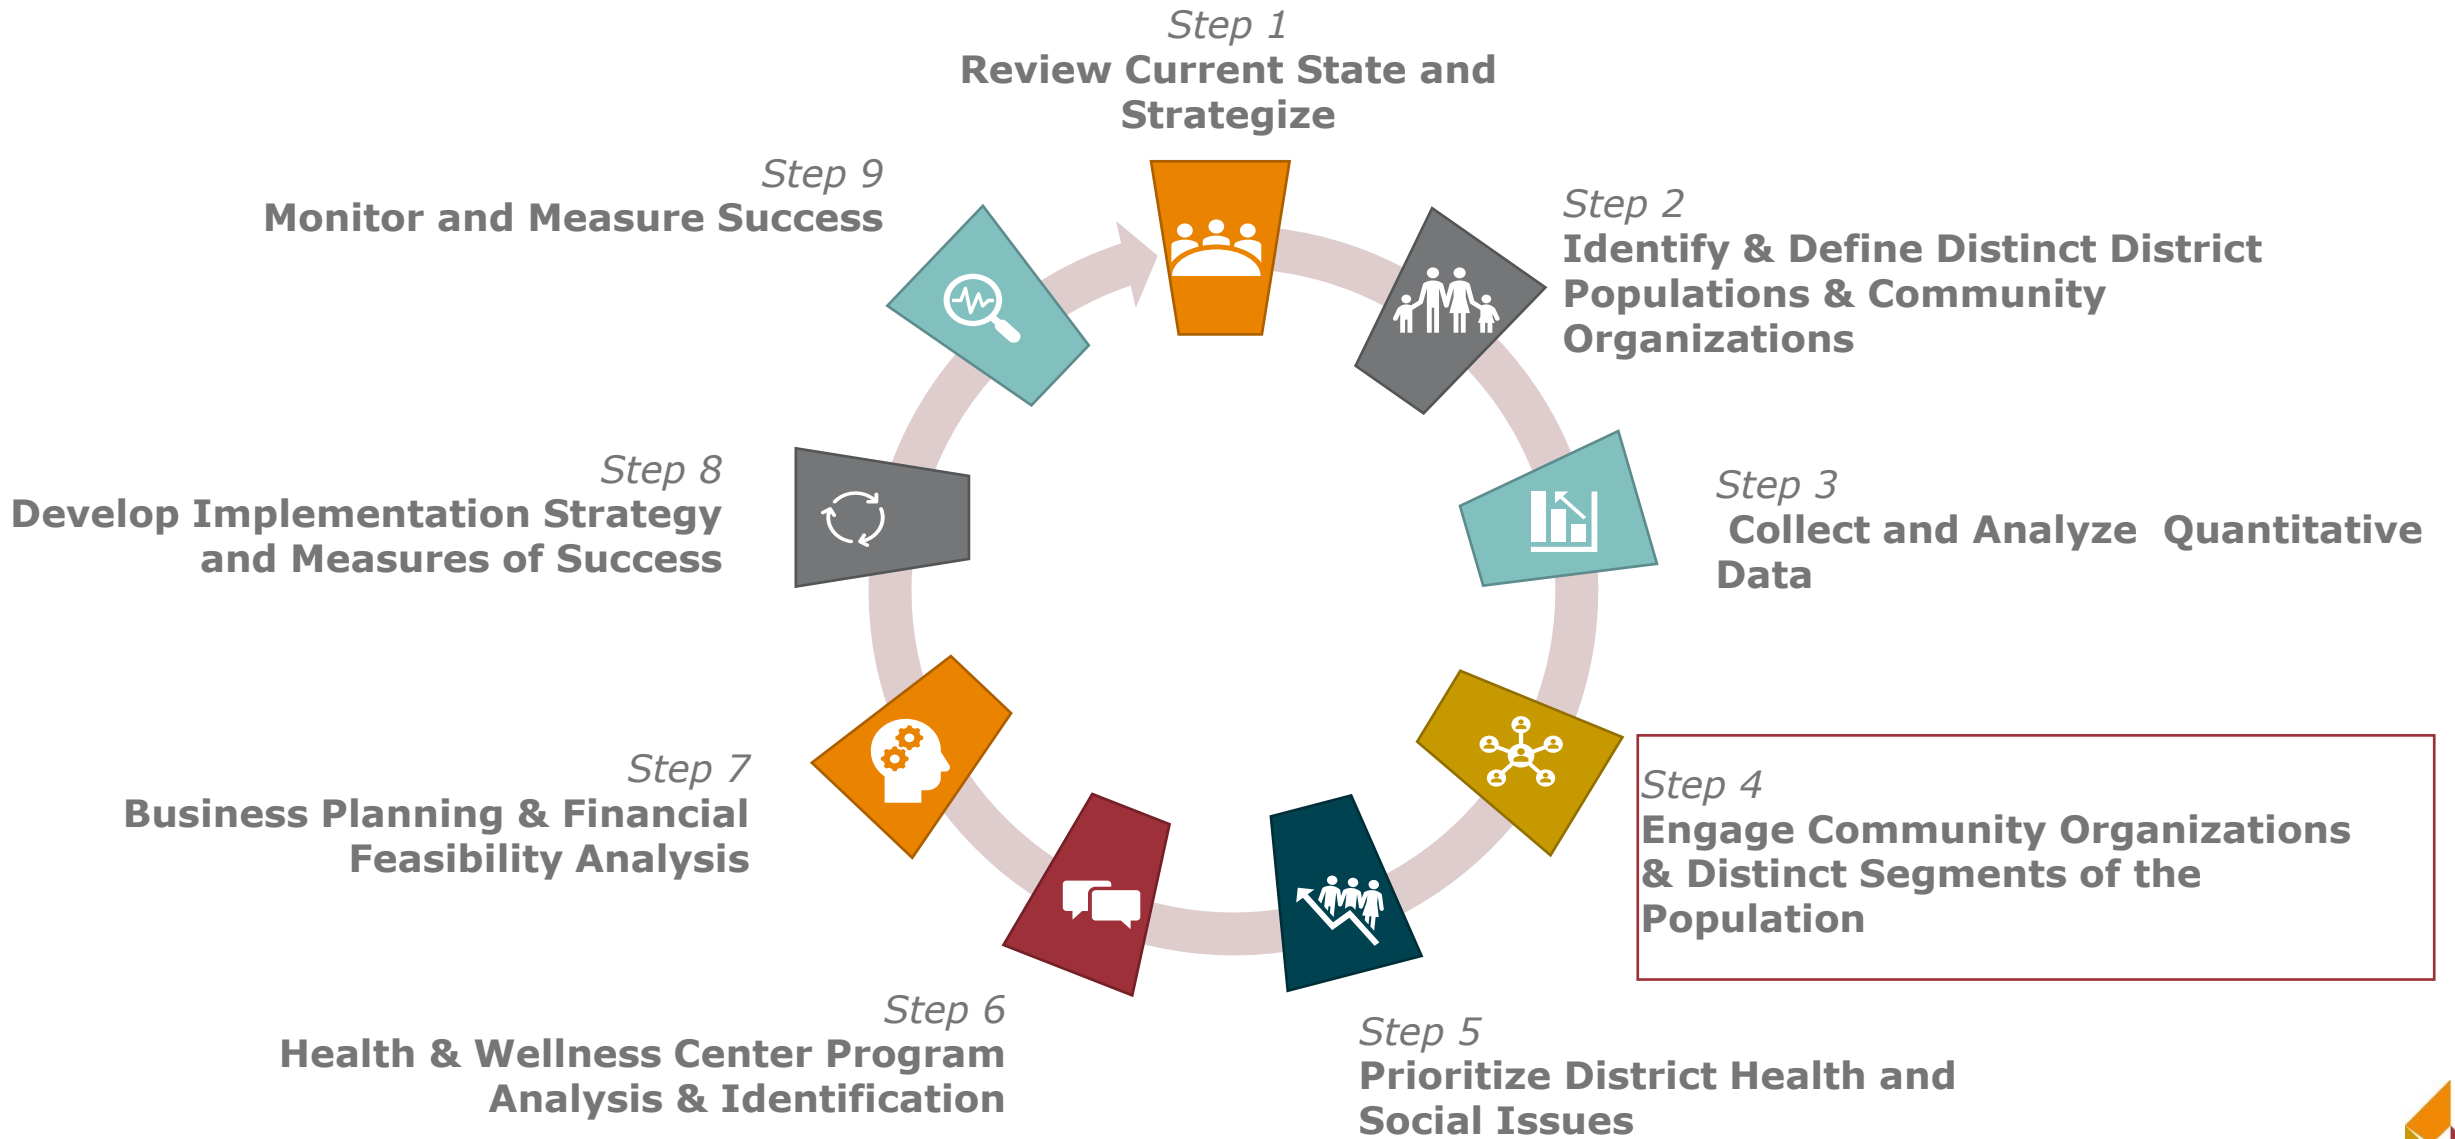 Step 1
Review Current State and
Strategize
Step 2
Identify & Define Distinct District
Populations & Community
Organizations
Step 3
Collect and Analyze  Quantitative
Data
Step 4
Engage Community Organizations
& Distinct Segments of the
Population
Step 5
Prioritize District Health and
Social Issues
Step 6
Health & Wellness Center Program
Analysis & Identification
Step 7
Business Planning & Financial
Feasibility Analysis
Step 8
Develop Implementation Strategy
and Measures of Success
Step 9
Monitor and Measure Success